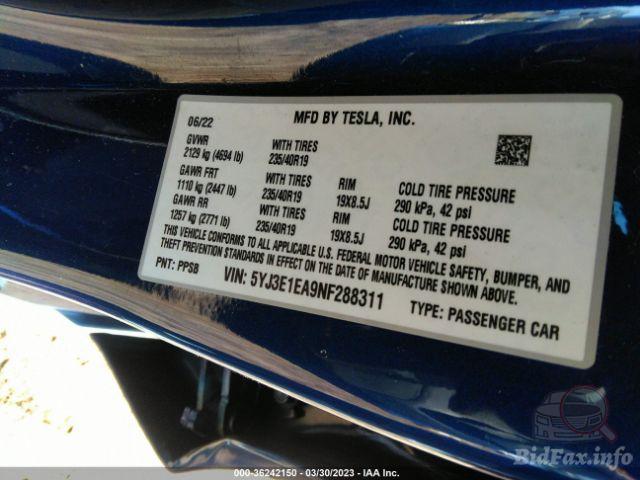 MFD BY TESLA, INC.
06/22
GVWR WITH TIRES
2129 kg (4694 lb) 235/40R19
GAWR FRT WITH TIRES RIM COLD TIRE PRESSURE
1110 kg (2447 lb) 235/40R19 19X8.5J 290 kPa, 42 psi
GAWR RR WITH TIRES RIM COLD TIRE PRESSURE
1257 kg (2771 lb) 235/40R19 19X8.5J 290 kPa, 42 psi
THIS VEHICLE CONFORMS TO ALL APPLICABLE U.S. FEDERAL MOTOR VEHICLE SAFETY, BUMPER, AND
THEFT PREVENTION STANDARDS IN EFFECT ON THE DATE OF MANUFACTURE SHOWN ABOVE.
PNT: PPSB VIN: 5YJ3E1EA9NF288311 TYPE: PASSENGER CAR
BidFax.info
000-36242150 - 03/30/2023 - IAA Inc.